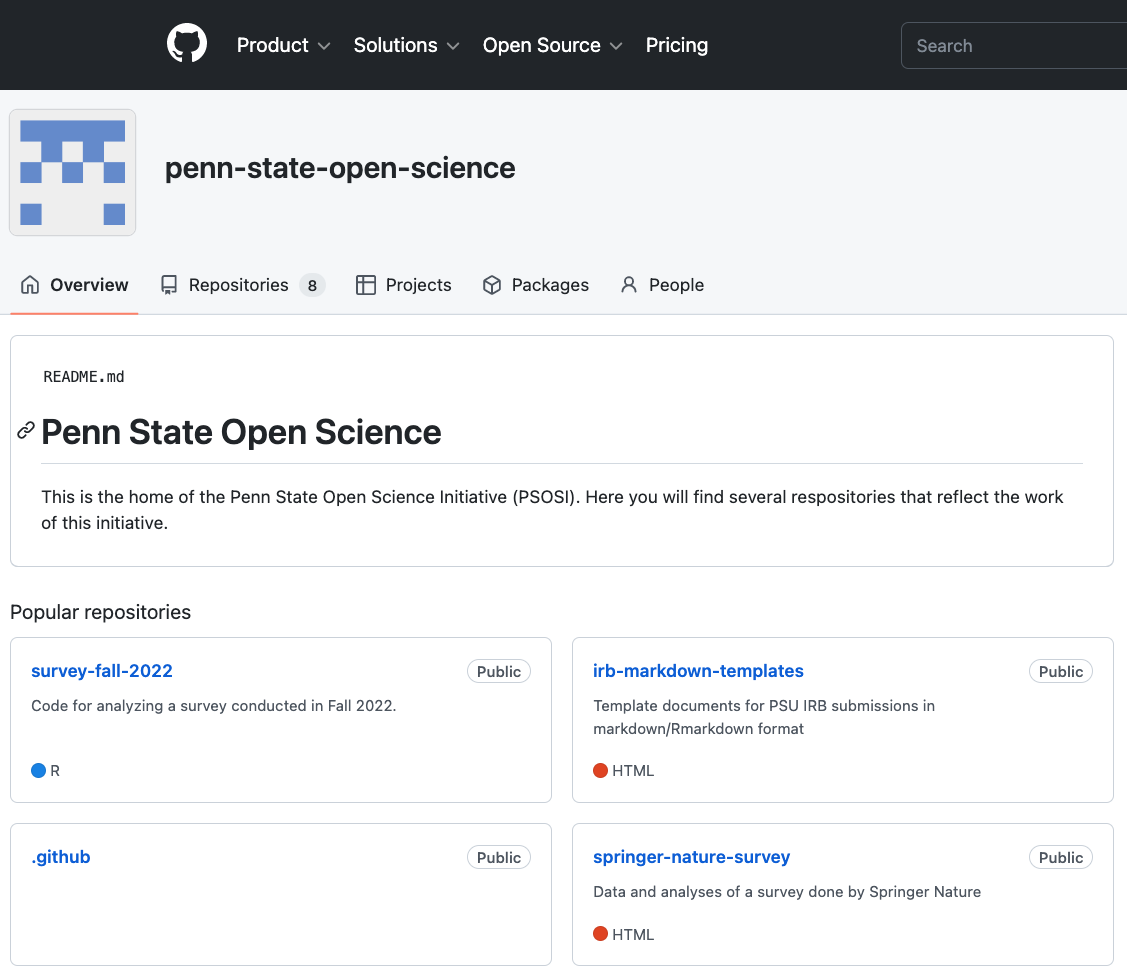 Product Solutions Open Source Pricing Search
penn-state-open-science
Overview Repositories 8 Projects Packages People
README.md
Penn State Open Science
This is the home of the Penn State Open Science Initiative (PSOSI). Here you will find several respositories that reflect the work
of this initiative.
Popular repositories
survey-fall-2022 Public
Code for analyzing a survey conducted in Fall 2022.
R
irb-markdown-templates Public
Template documents for PSU IRB submissions in
markdown/Rmarkdown format
HTML
.github Public
springer-nature-survey Public
Data and analyses of a survey done by Springer Nature
HTML